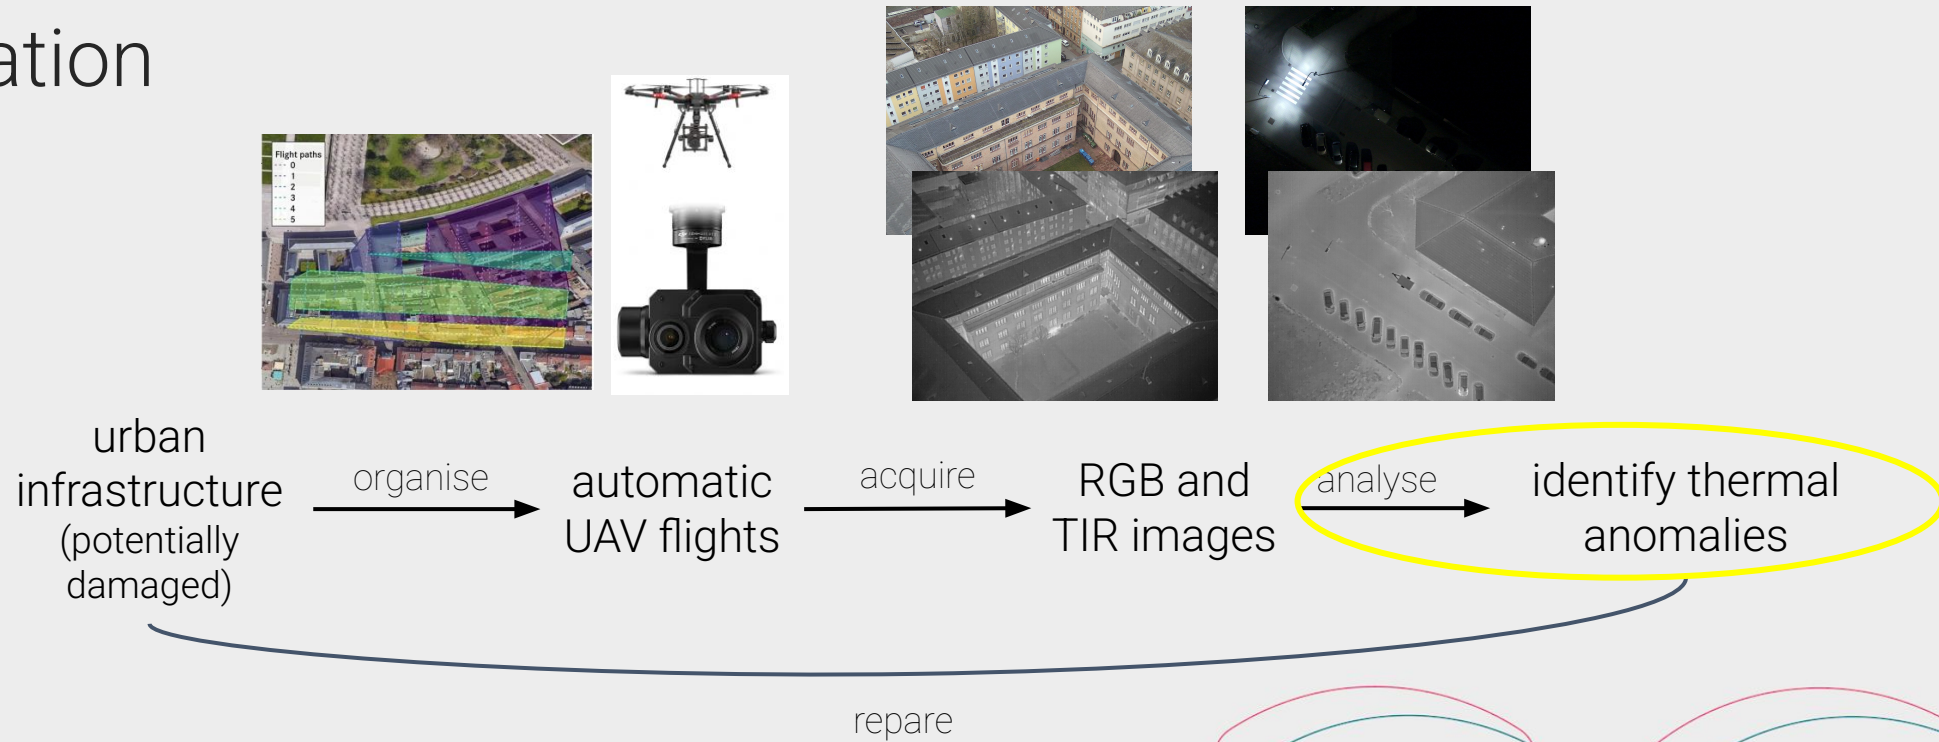 ation
Flight paths
0
1
2
3
4
5
urban
infrastructure
(potentially
damaged)
organise
automatic
UAV flights
acquire
RGB and
TIR images
analyse
identify thermal
anomalies
repare